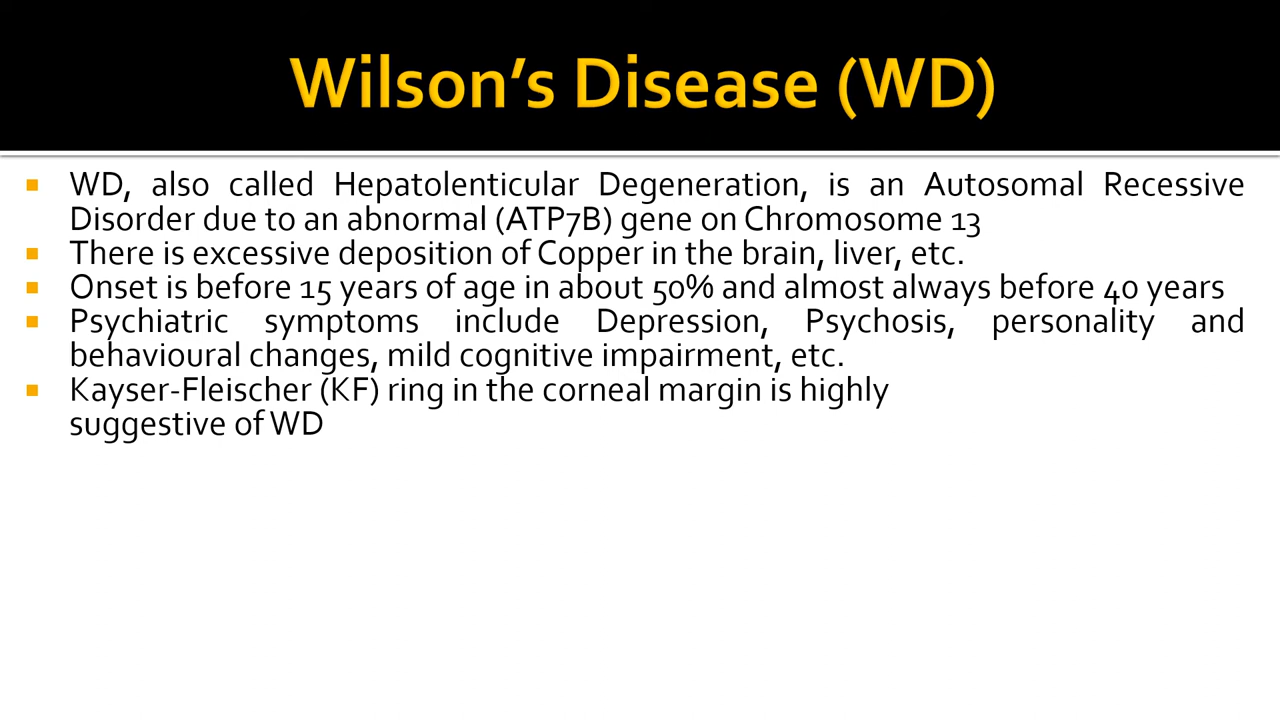 Wilson’s Disease (WD)
WD, also called Hepatolenticular Degeneration, is an Autosomal Recessive
Disorder due to an abnormal (ATP7B) gene on Chromosome 13
There is excessive deposition of Copper in the brain, liver, etc.
Onset is before 15 years of age in about 50% and almost always before 40 years
Psychiatric symptoms include Depression, Psychosis, personality and
behavioural changes, mild cognitive impairment, etc.
Kayser-Fleischer (KF) ring in the corneal margin is highly
suggestive of WD